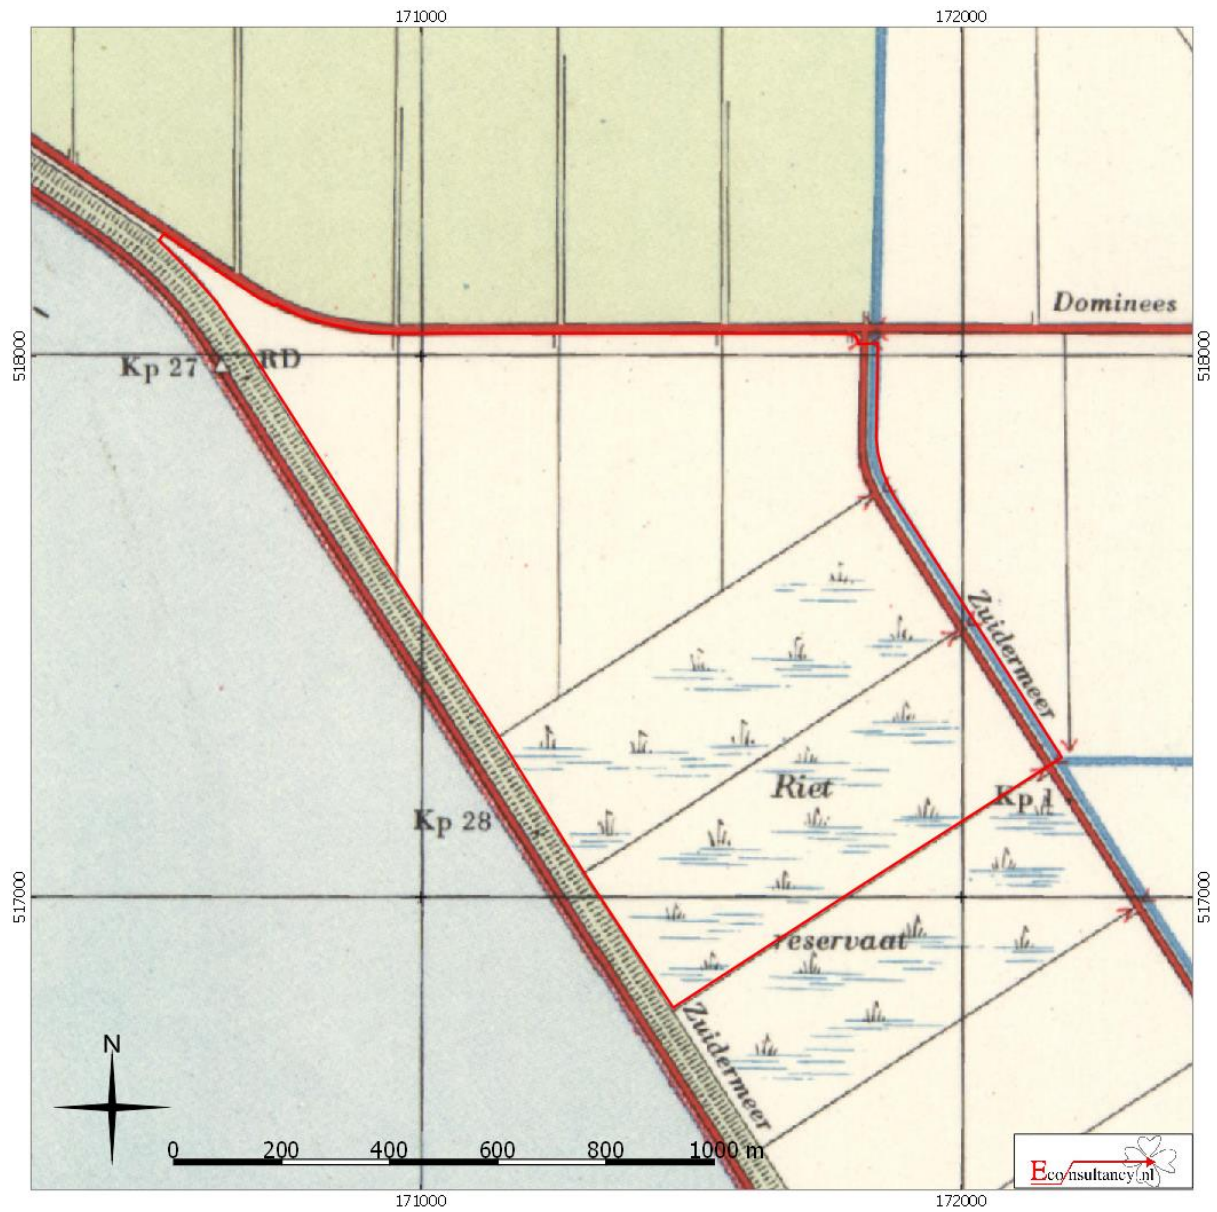 171000
172000
Dominees
518000
518000
Kp 27
RD
Zuidermeer
Riet
Kp 1
Kp 28
517000
517000
reservaat
Zuidermeer
N
0 200 400 600 800 1000 m
Econsultancy.nl
171000
172000